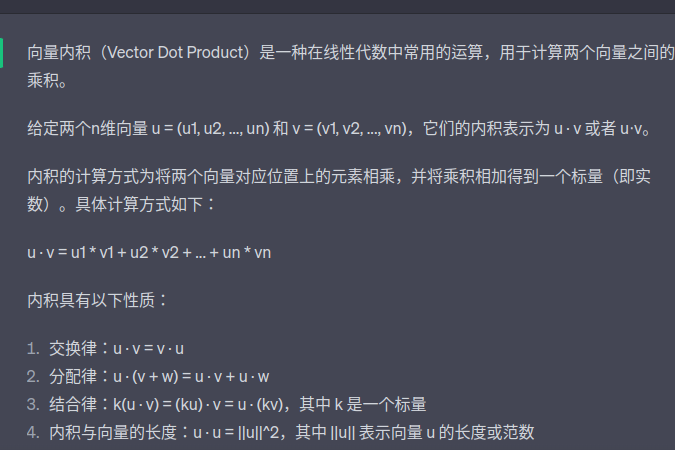 向量内积（Vector Dot Product）是一种在线性代数中常用的运算，用于计算两个向量之间的
乘积。
给定两个n维向量 u = (u1, u2, ..., un) 和 v = (v1, v2, ..., vn)，它们的内积表示为 u · v 或者 u·v。
内积的计算方式为将两个向量对应位置上的元素相乘，并将乘积相加得到一个标量（即实
数）。具体计算方式如下：
u · v = u1 * v1 + u2 * v2 + ... + un * vn
内积具有以下性质：
1. 交换律：u · v = v · u
2. 分配律：u · (v + w) = u · v + u · w
3. 结合律：k(u · v) = (ku) · v = u · (kv)，其中 k 是一个标量
4. 内积与向量的长度：u · u = ||u||^2，其中 ||u|| 表示向量 u 的长度或范数